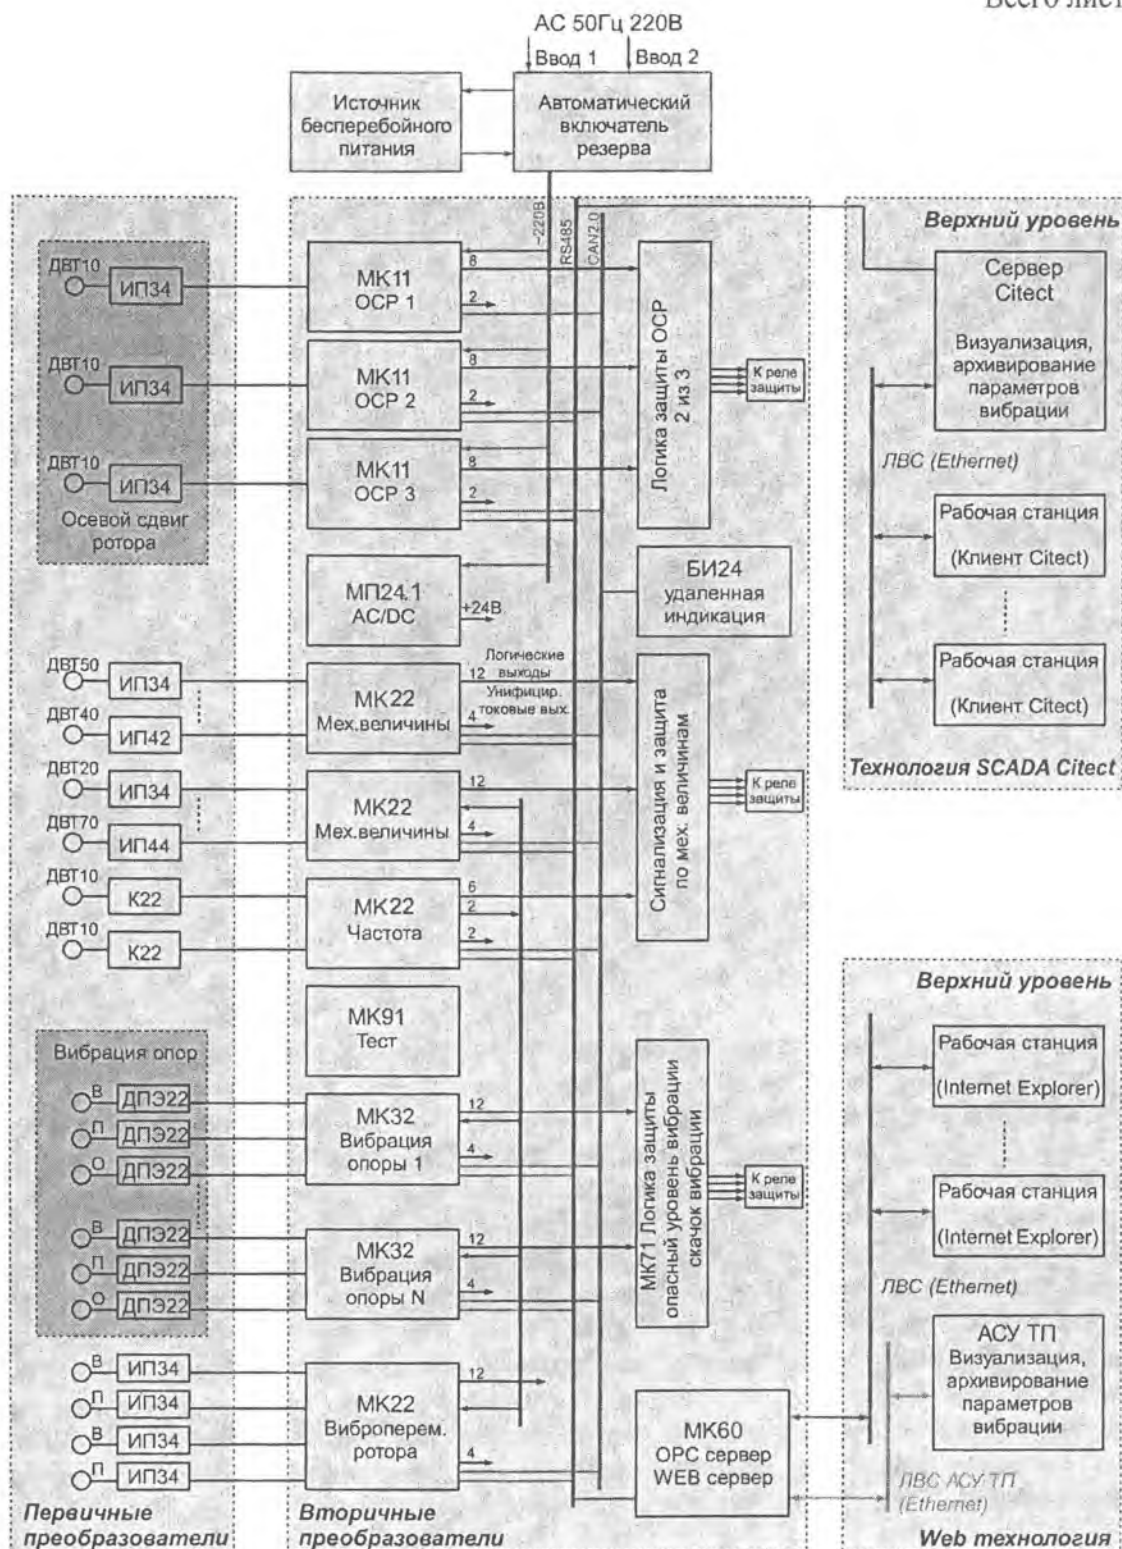 Всего лист
АС 50Гц 220В
Ввод 1
Ввод 2
Источник
бесперебойного
питания
Автоматический
включатель
резерва
~220В
RS485
CAN2.0
ДВТ10
ИП34
ДВТ10
ИП34
ДВТ10
ИП34
Осевой сдвиг
ротора
МК11
ОСР 1
8
2
МК11
ОСР 2
8
2
МК11
ОСР 3
8
2
Логика защиты ОСР
2 из 3
К реле
защиты
МП24.1
AC/DC
+24В
БИ24
удаленная
индикация
ДВТ50
ИП34
ДВТ40
ИП42
МК22
Мех.величины
Логические
выходы
12
Унифицир.
токовые вых.
4
ДВТ20
ИП34
ДВТ70
ИП44
МК22
Мех.величины
12
4
Сигнализация и защита
по мех. величинам
К реле
защиты
ДВТ10
К22
ДВТ10
К22
МК22
Частота
6
2
2
МК91
Тест
Вибрация опор
В
ДПЭ22
П
ДПЭ22
О
ДПЭ22
МК32
Вибрация
опоры 1
12
4
В
ДПЭ22
П
ДПЭ22
О
ДПЭ22
МК32
Вибрация
опоры N
12
4
МК71 Логика защиты
опасный уровень вибрации
скачок вибрации
К реле
защиты
В
ИП34
П
ИП34
В
ИП34
П
ИП34
МК22
Виброперем.
ротора
12
4
МК60
OPC сервер
WEB сервер
Первичные
преобразователи
Вторичные
преобразователи
Верхний уровень
Сервер
Citect
Визуализация,
архивирование
параметров
вибрации
ЛВС (Ethernet)
Рабочая станция
(Клиент Citect)
Рабочая станция
(Клиент Citect)
Технология SCADA Citect
Верхний уровень
Рабочая станция
(Internet Explorer)
Рабочая станция
(Internet Explorer)
ЛВС (Ethernet)
АСУ ТП
Визуализация,
архивирование
параметров
вибрации
ЛВС АСУ ТП
(Ethernet)
Web технология